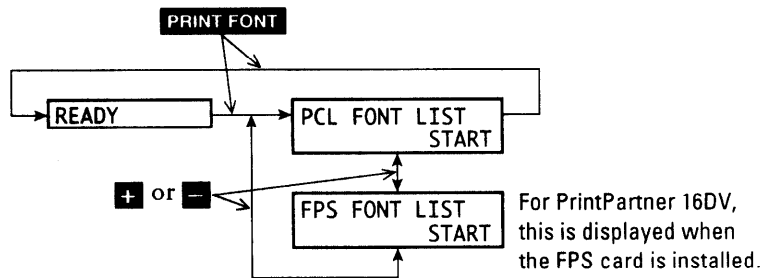 PRINT FONT
READY
PCL FONT LIST
START
+ or −
FPS FONT LIST
START
For PrintPartner 16DV,
this is displayed when
the FPS card is installed.